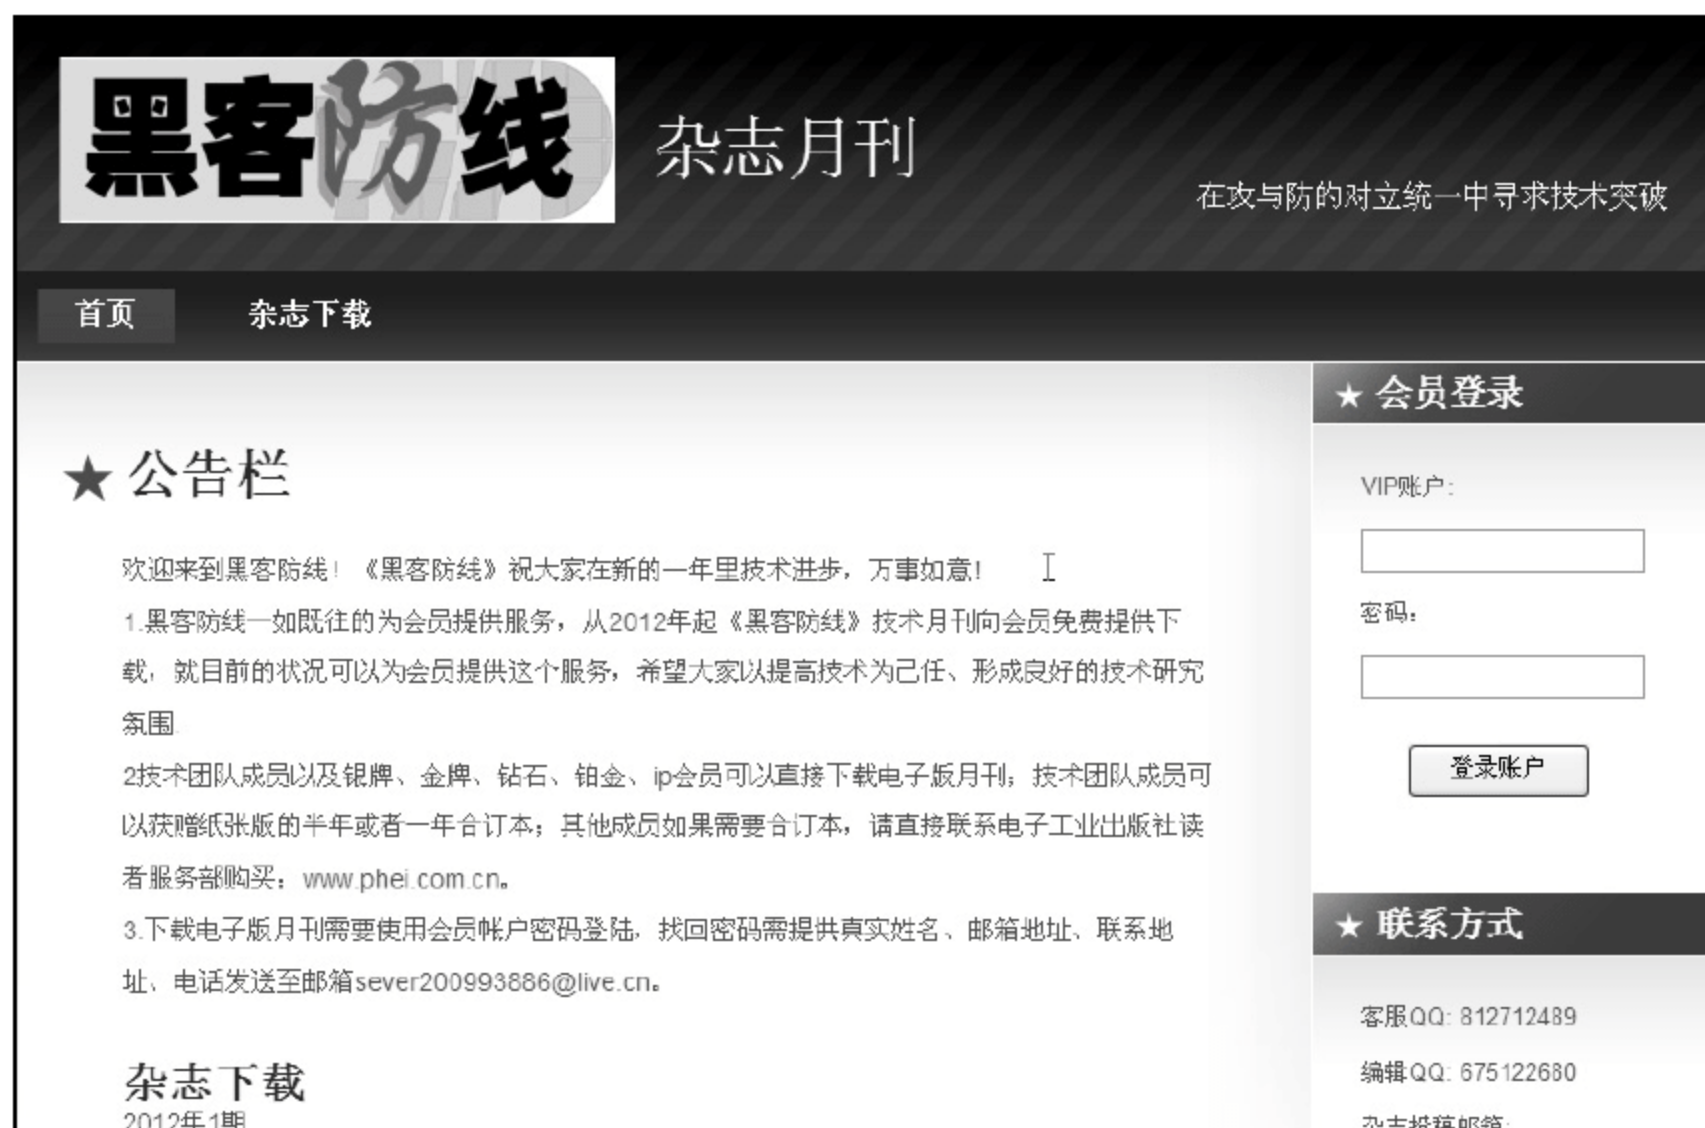 黑客防线
杂志月刊
在攻与防的对立统一中寻求技术突破
首页
杂志下载
★ 公告栏
欢迎来到黑客防线！《黑客防线》祝大家在新的一年里技术进步，万事如意！
1.黑客防线一如既往的为会员提供服务，从2012年起《黑客防线》技术月刊向会员免费提供下
载，就目前的状况可以为会员提供这个服务，希望大家以提高技术为己任、形成良好的技术研究
氛围.
2技术团队成员以及银牌、金牌、钻石、铂金、ip会员可以直接下载电子版月刊；技术团队成员可
以获赠纸张版的半年或者一年合订本；其他成员如果需要合订本，请直接联系电子工业出版社读
者服务部购买：www.phei.com.cn。
3.下载电子版月刊需要使用会员帐户密码登陆，找回密码需提供真实姓名、邮箱地址、联系地
址、电话发送至邮箱sever200993886@live.cn。
杂志下载
2012年1期
★ 会员登录
VIP账户:
密码：
登录账户
★ 联系方式
客服QQ: 812712489
编辑QQ: 675122680
杂志投稿邮箱: